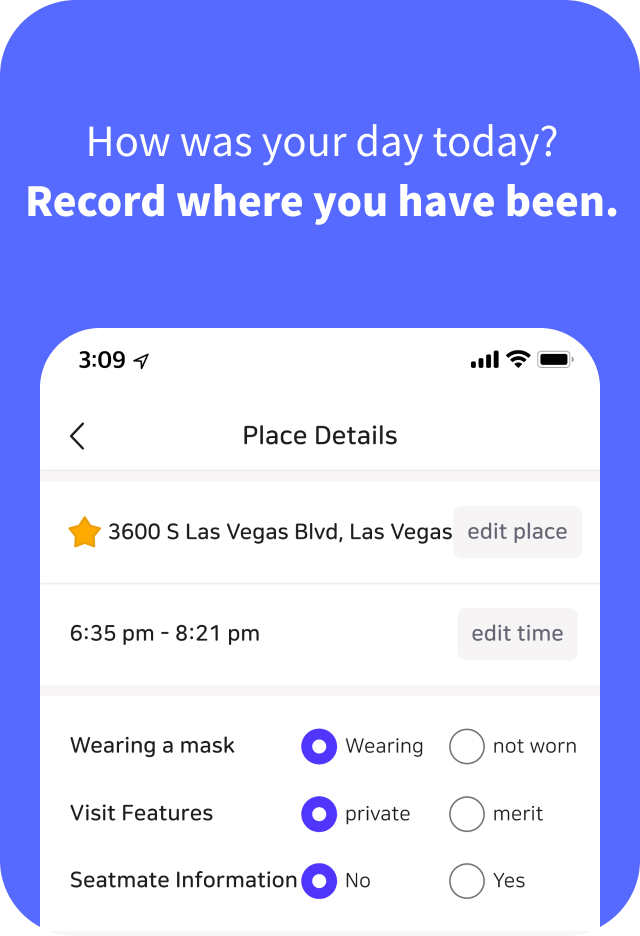 How was your day today?
Record where you have been.
3:09
Place Details
3600 S Las Vegas Blvd, Las Vegas edit place
6:35 pm - 8:21 pm edit time
Wearing a mask Wearing not worn
Visit Features private merit
Seatmate Information No Yes